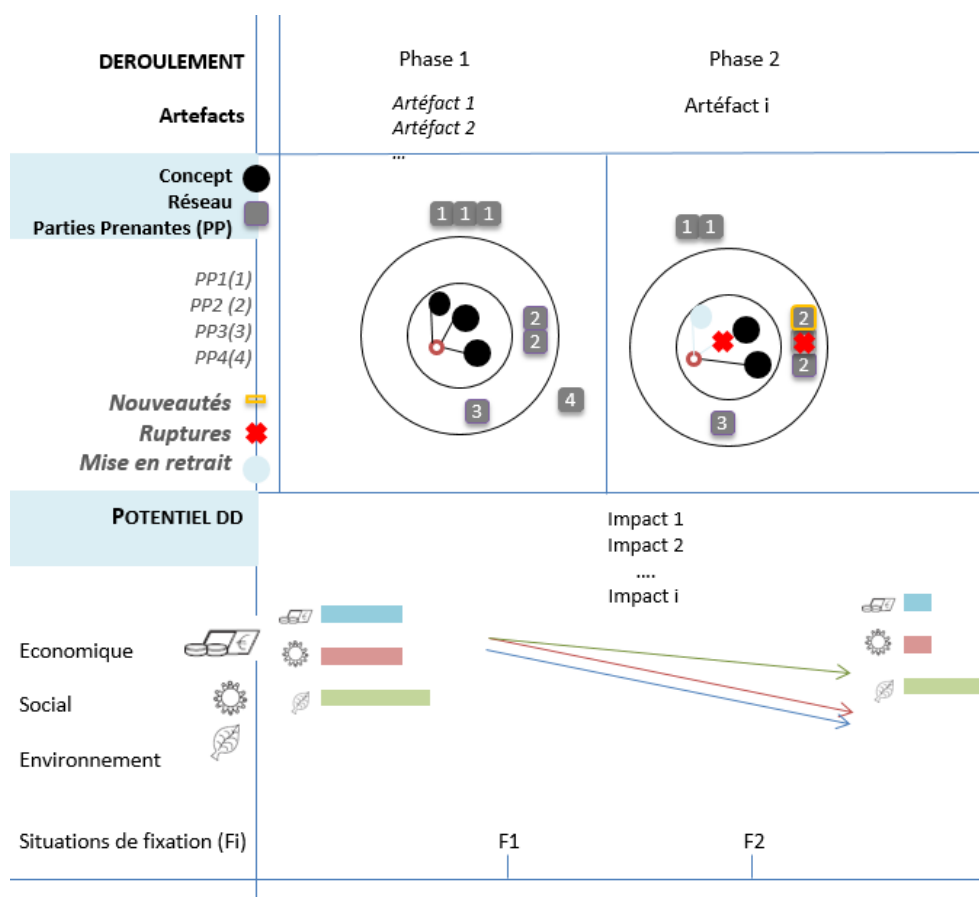 DEROULEMENT
Phase 1
Phase 2
Artefacts
Artéfact 1
Artéfact 2
...
Artéfact i
Concept
Réseau
Parties Prenantes (PP)
1 1 1
2
2
3
4
1 1
2
2
3
PP1(1)
PP2 (2)
PP3(3)
PP4(4)
Nouveautés
Ruptures
Mise en retrait
POTENTIEL DD
Impact 1
Impact 2
....
Impact i
Economique
€
Social
Environnement
Situations de fixation (Fi)
F1
F2